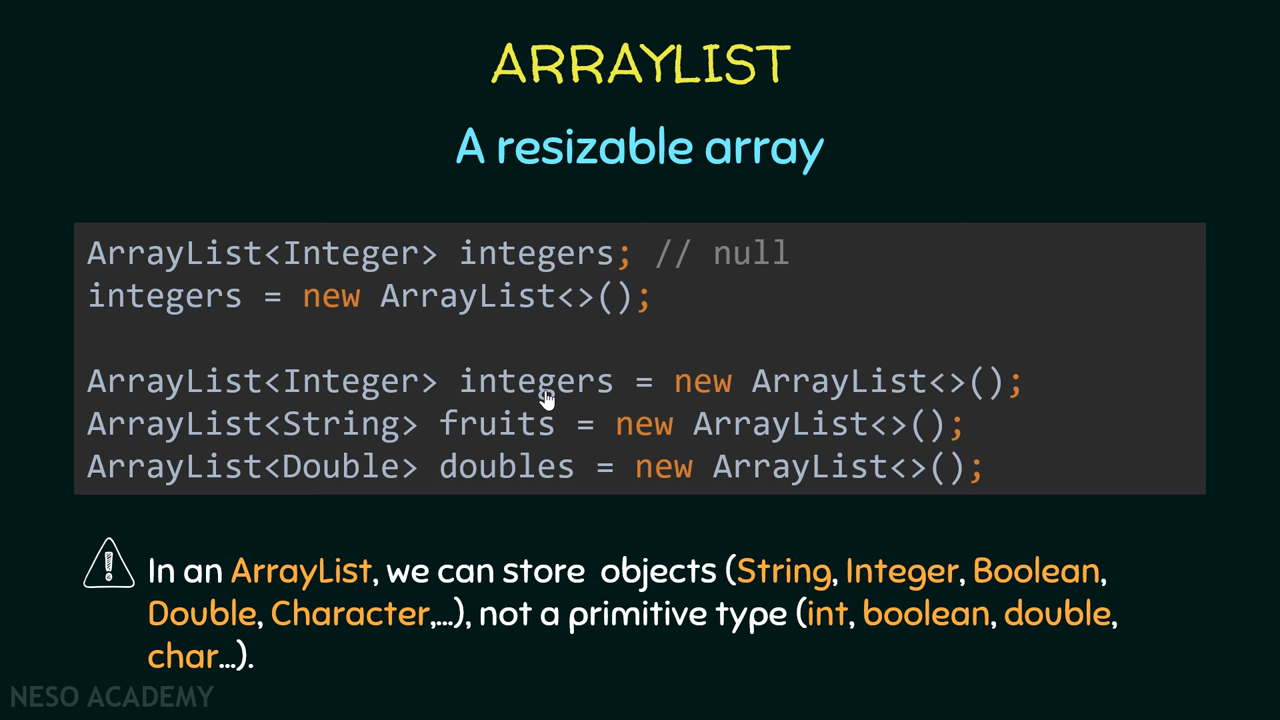 ARRAYLIST
A resizable array
ArrayList<Integer> integers; // null
integers = new ArrayList<>();
ArrayList<Integer> integers = new ArrayList<>();
ArrayList<String> fruits = new ArrayList<>();
ArrayList<Double> doubles = new ArrayList<>();
In an ArrayList, we can store objects (String, Integer, Boolean,
Double, Character,...), not a primitive type (int, boolean, double,
char...).
NESO ACADEMY